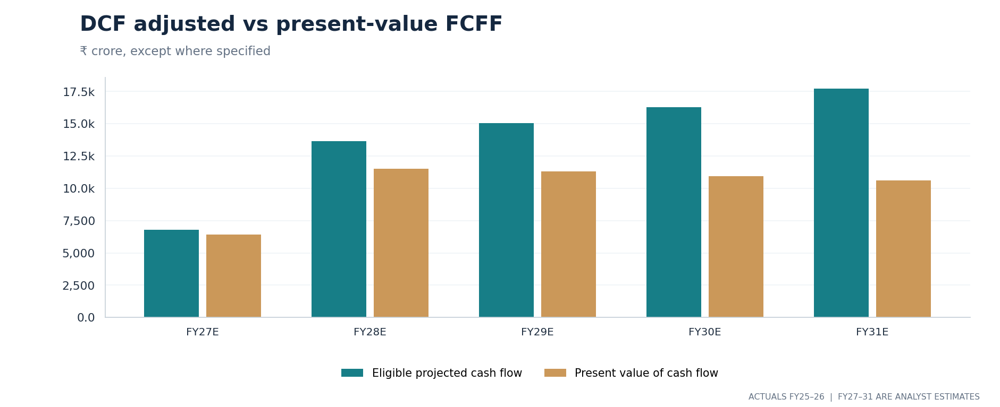 DCF adjusted vs present-value FCFF
₹ crore, except where specified
17.5k
15.0k
12.5k
10.0k
7,500
5,000
2,500
0.0
FY27E FY28E FY29E FY30E FY31E
Eligible projected cash flow Present value of cash flow
ACTUALS FY25–26 | FY27–31 ARE ANALYST ESTIMATES